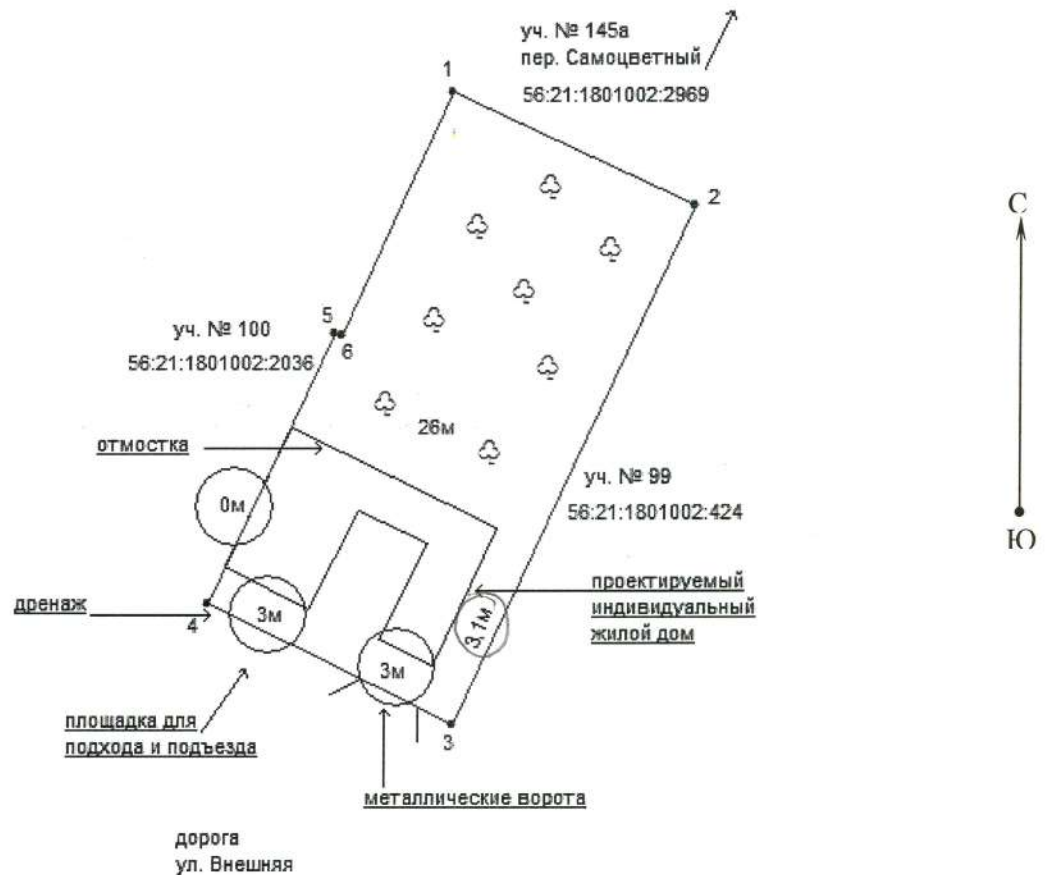 уч. № 145а
пер. Самоцветный
56:21:1801002:2969
1
2
С
Ю
5
6
уч. № 100
56:21:1801002:2036
26м
отмостка
уч. № 99
56:21:1801002:424
0м
проектируемый
индивидуальный
жилой дом
дренаж
4
3м
3,1м
3м
площадка для
подхода и подъезда
3
металлические ворота
дорога
ул. Внешняя